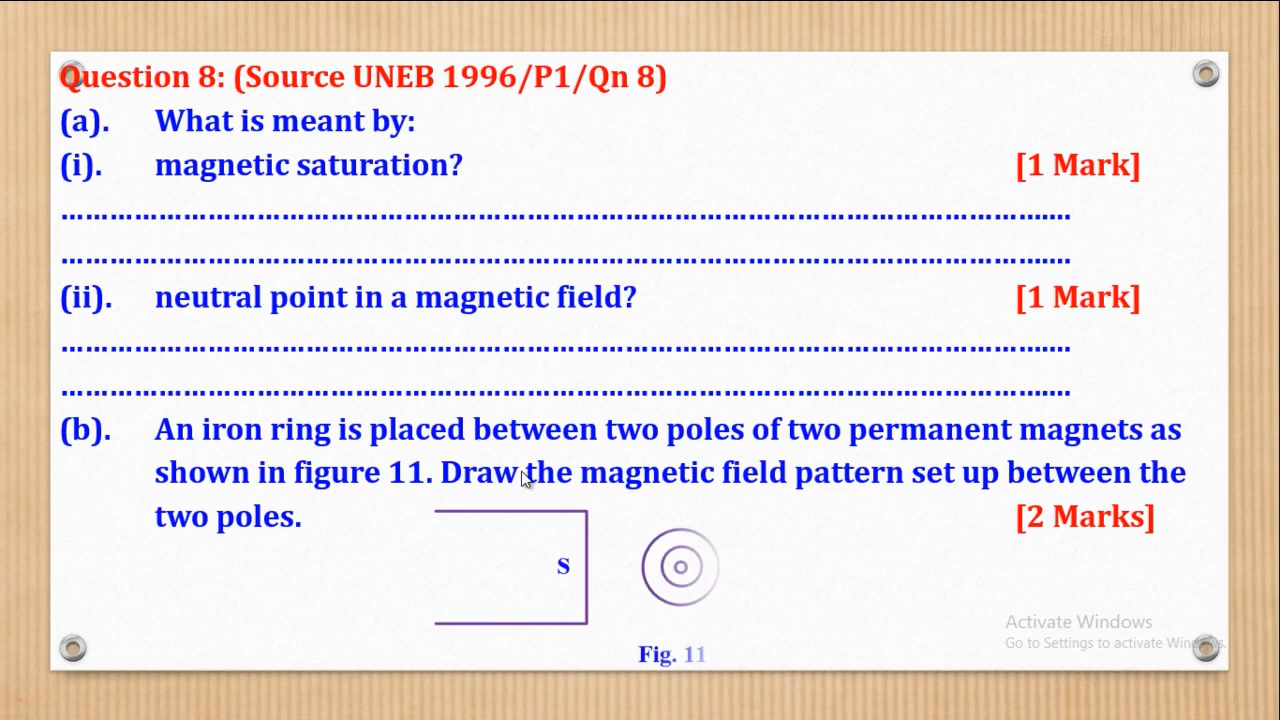 Question 8: (Source UNEB 1996/P1/Qn 8)
(a). What is meant by:
(i). magnetic saturation? [1 Mark]
(ii). neutral point in a magnetic field? [1 Mark]
(b). An iron ring is placed between two poles of two permanent magnets as
shown in figure 11. Draw the magnetic field pattern set up between the
two poles. [2 Marks]
S
Activate Windows
Go to Settings to activate Windows.
Fig. 11